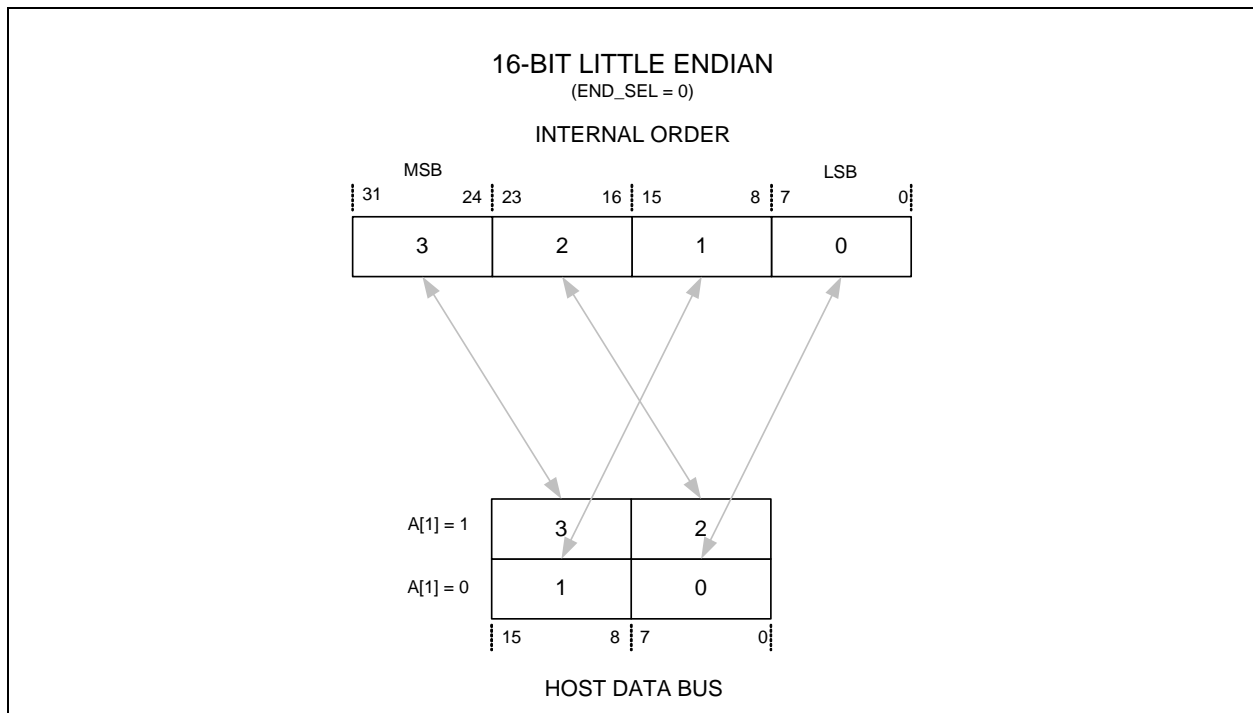 16-BIT LITTLE ENDIAN
(END_SEL = 0)
INTERNAL ORDER
MSB LSB
31 24 23 16 15 8 7 0
3 2 1 0
A[1] = 1 3 2
A[1] = 0 1 0
15 8 7 0
HOST DATA BUS